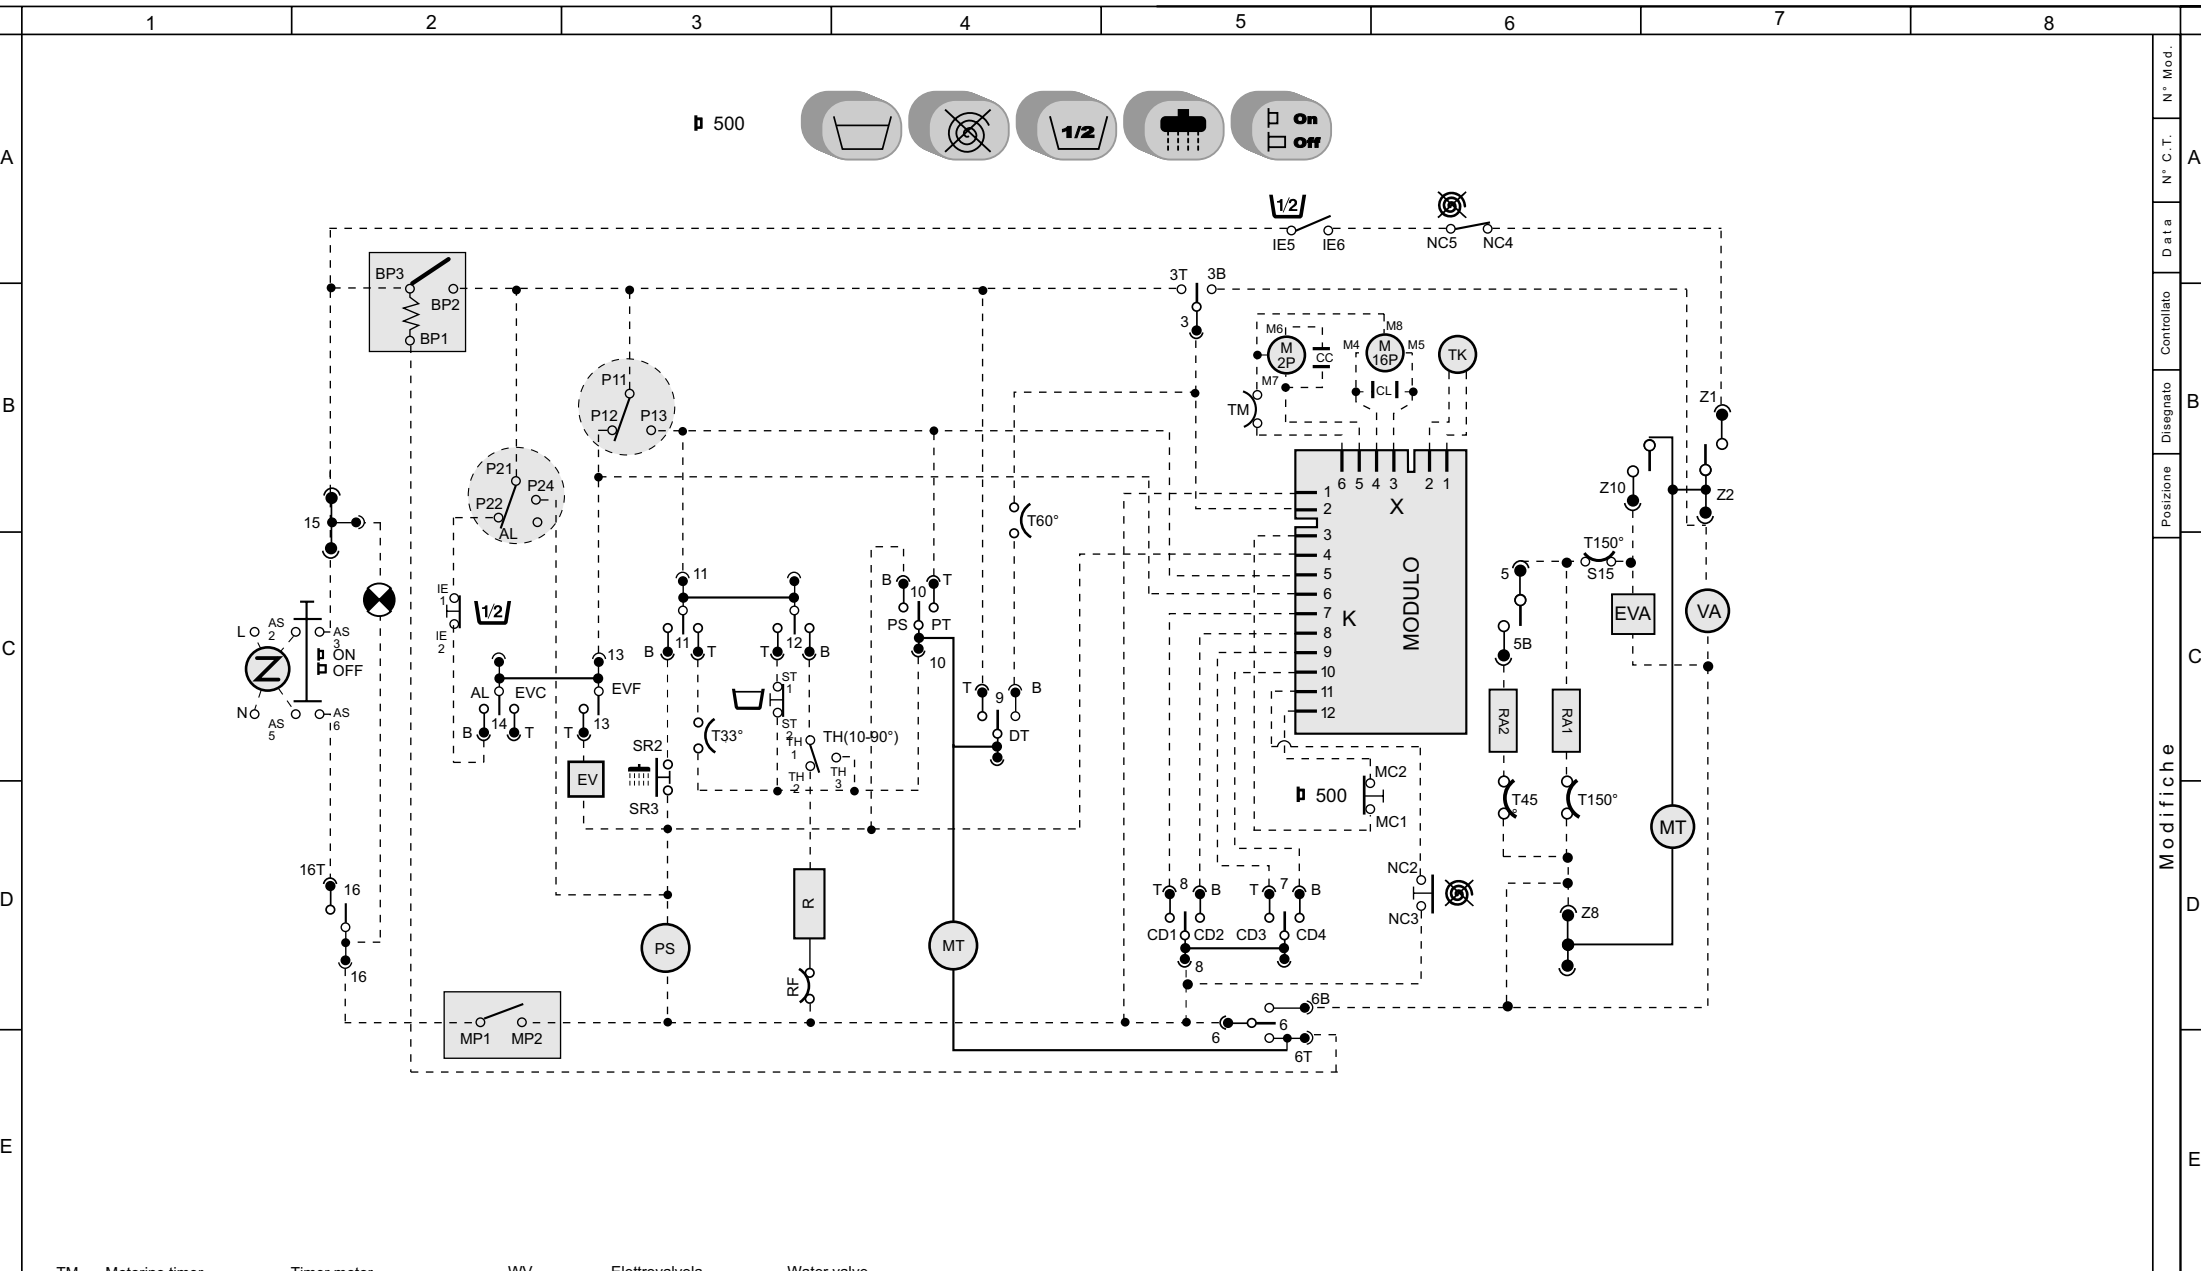 1 2 3 4 5 6 7 8
N° Mod.
N° C.T.
Data
Controllato
Disegnato
Posizione
Modifiche
A A
B B
C C
D D
E E
500
1/2
On
Off
1/2
IE5 IE6
NC5 NC4
BP3
BP2
BP1
3T 3B
3
P11
P12 P13
P21
P24
P22
AL
M6
M
2P
CC
M7
M8
M4
M
16P
M5
CL
TK
TM
Z1
Z10
Z2
15
T60°
6 5 4 3 2 1
X
1
2
3
4
5
6
7
8
9
10
11
12
K
MODULO
T150°
S15
5
5B
EVA
VA
L
AS
2
AS
3
ON
OFF
N
AS
5
AS
6
IE
1
IE
2
1/2
AL EVC
B 14 T
13
EVF
T 13
EV
11
B 11 T
T 12 B
ST
1
ST
2
T33°
TH
1
TH
2
TH(10-90°)
TH
3
SR2
SR3
B 10 T
PS PT
10
T 9 B
DT
RA2
RA1
T45
°
T150°
MT
500
MC2
MC1
NC2
NC3
16T
16
16
PS
R
RF
MT
T 8 B
CD1 CD2
8
T 7 B
CD3 CD4
Z8
MP1 MP2
6B
6
6
6T